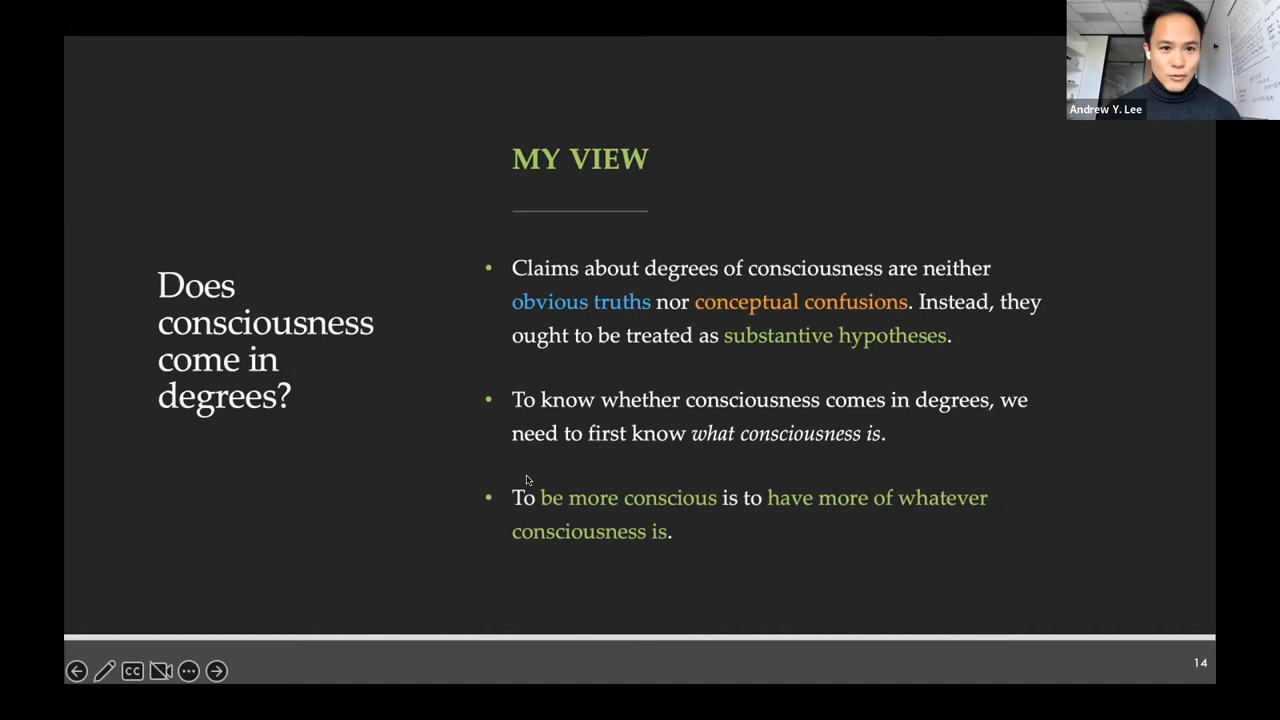 Andrew Y. Lee
MY VIEW
Does
consciousness
come in
degrees?
• Claims about degrees of consciousness are neither
obvious truths nor conceptual confusions. Instead, they
ought to be treated as substantive hypotheses.
• To know whether consciousness comes in degrees, we
need to first know what consciousness is.
• To be more conscious is to have more of whatever
consciousness is.
CC
14